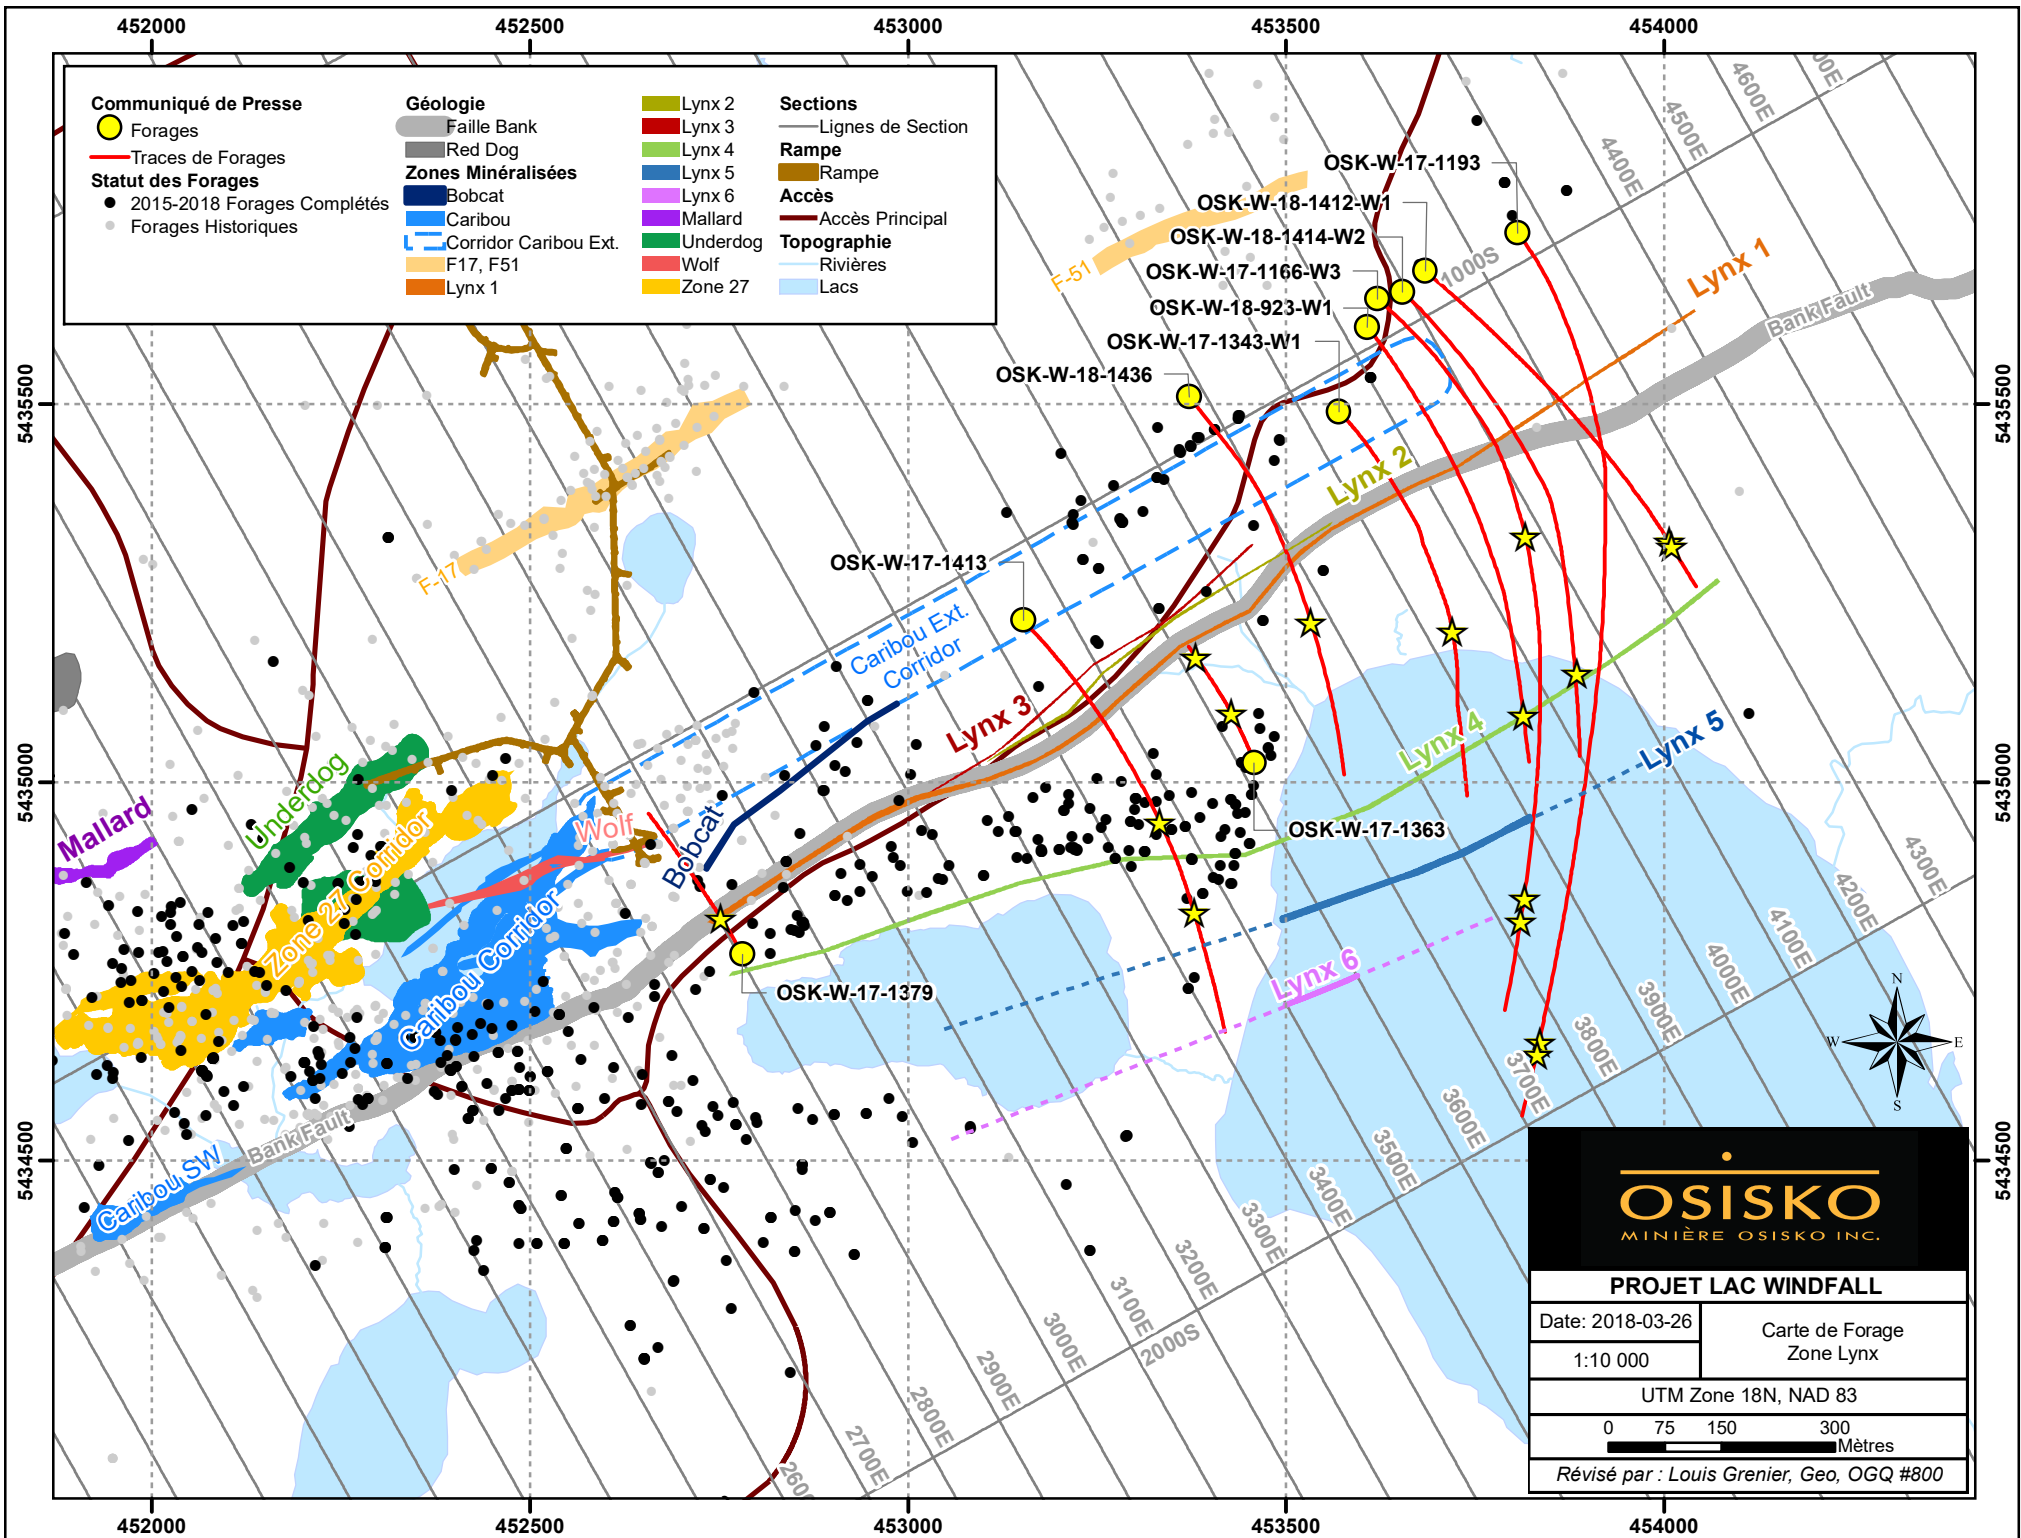 452000
452500
453000
453500
454000
Communiqué de Presse
Forages
Traces de Forages
Statut des Forages
2015-2018 Forages Complétés
Forages Historiques
Géologie
Faille Bank
Red Dog
Zones Minéralisées
Bobcat
Caribou
Corridor Caribou Ext.
F17, F51
Lynx 1
Lynx 2
Lynx 3
Lynx 4
Lynx 5
Lynx 6
Mallard
Underdog
Wolf
Zone 27
Sections
Lignes de Section
Rampe
Rampe
Accès
Accès Principal
Topographie
Rivières
Lacs
4600E
4500E
4400E
00E
OSK-W-17-1193
OSK-W-18-1412-W1
OSK-W-18-1414-W2
OSK-W-17-1166-W3
OSK-W-18-923-W1
OSK-W-17-1343-W1
OSK-W-18-1436
OSK-W-17-1413
F-51
1000S
Lynx 1
Bank Fault
5435500
5435500
Lynx 2
F-17
Caribou Ext.
Corridor
Lynx 3
Lynx 4
Lynx 5
5435000
5435000
Underdog
Mallard
Wolf
Bobcat
OSK-W-17-1363
Zone 27 Corridor
Caribou Corridor
Lynx 6
OSK-W-17-1379
4300E
4200E
4100E
4000E
3900E
3800E
3700E
3600E
3500E
3400E
3300E
3200E
3100E
3000E
2900E
2800E
2700E
2600
2000S
N
W
E
S
Bank Fault
Caribou SW
5434500
5434500
OSISKO
MINIÈRE OSISKO INC.
PROJET LAC WINDFALL
Date: 2018-03-26
1:10 000
Carte de Forage
Zone Lynx
UTM Zone 18N, NAD 83
0 75 150 300
Mètres
Révisé par : Louis Grenier, Geo, OGQ #800
452000
452500
453000
453500
454000